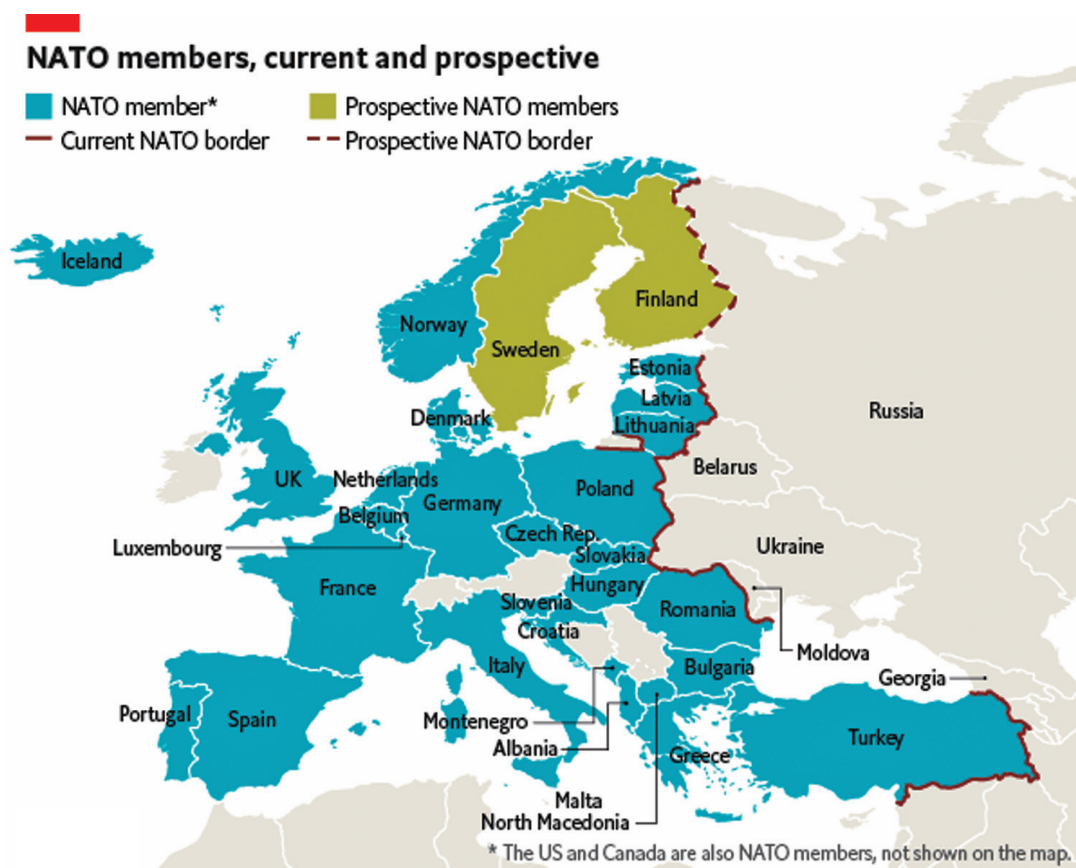 NATO members, current and prospective
NATO member*
Prospective NATO members
Current NATO border
Prospective NATO border
Iceland
Norway
Sweden
Finland
Estonia
Latvia
Lithuania
Russia
Denmark
Belarus
UK
Netherlands
Germany
Poland
Belgium
Luxembourg
Czech Rep.
Slovakia
Ukraine
France
Hungary
Slovenia
Romania
Croatia
Moldova
Italy
Bulgaria
Georgia
Portugal
Spain
Montenegro
Albania
Greece
Turkey
Malta
North Macedonia
* The US and Canada are also NATO members, not shown on the map.